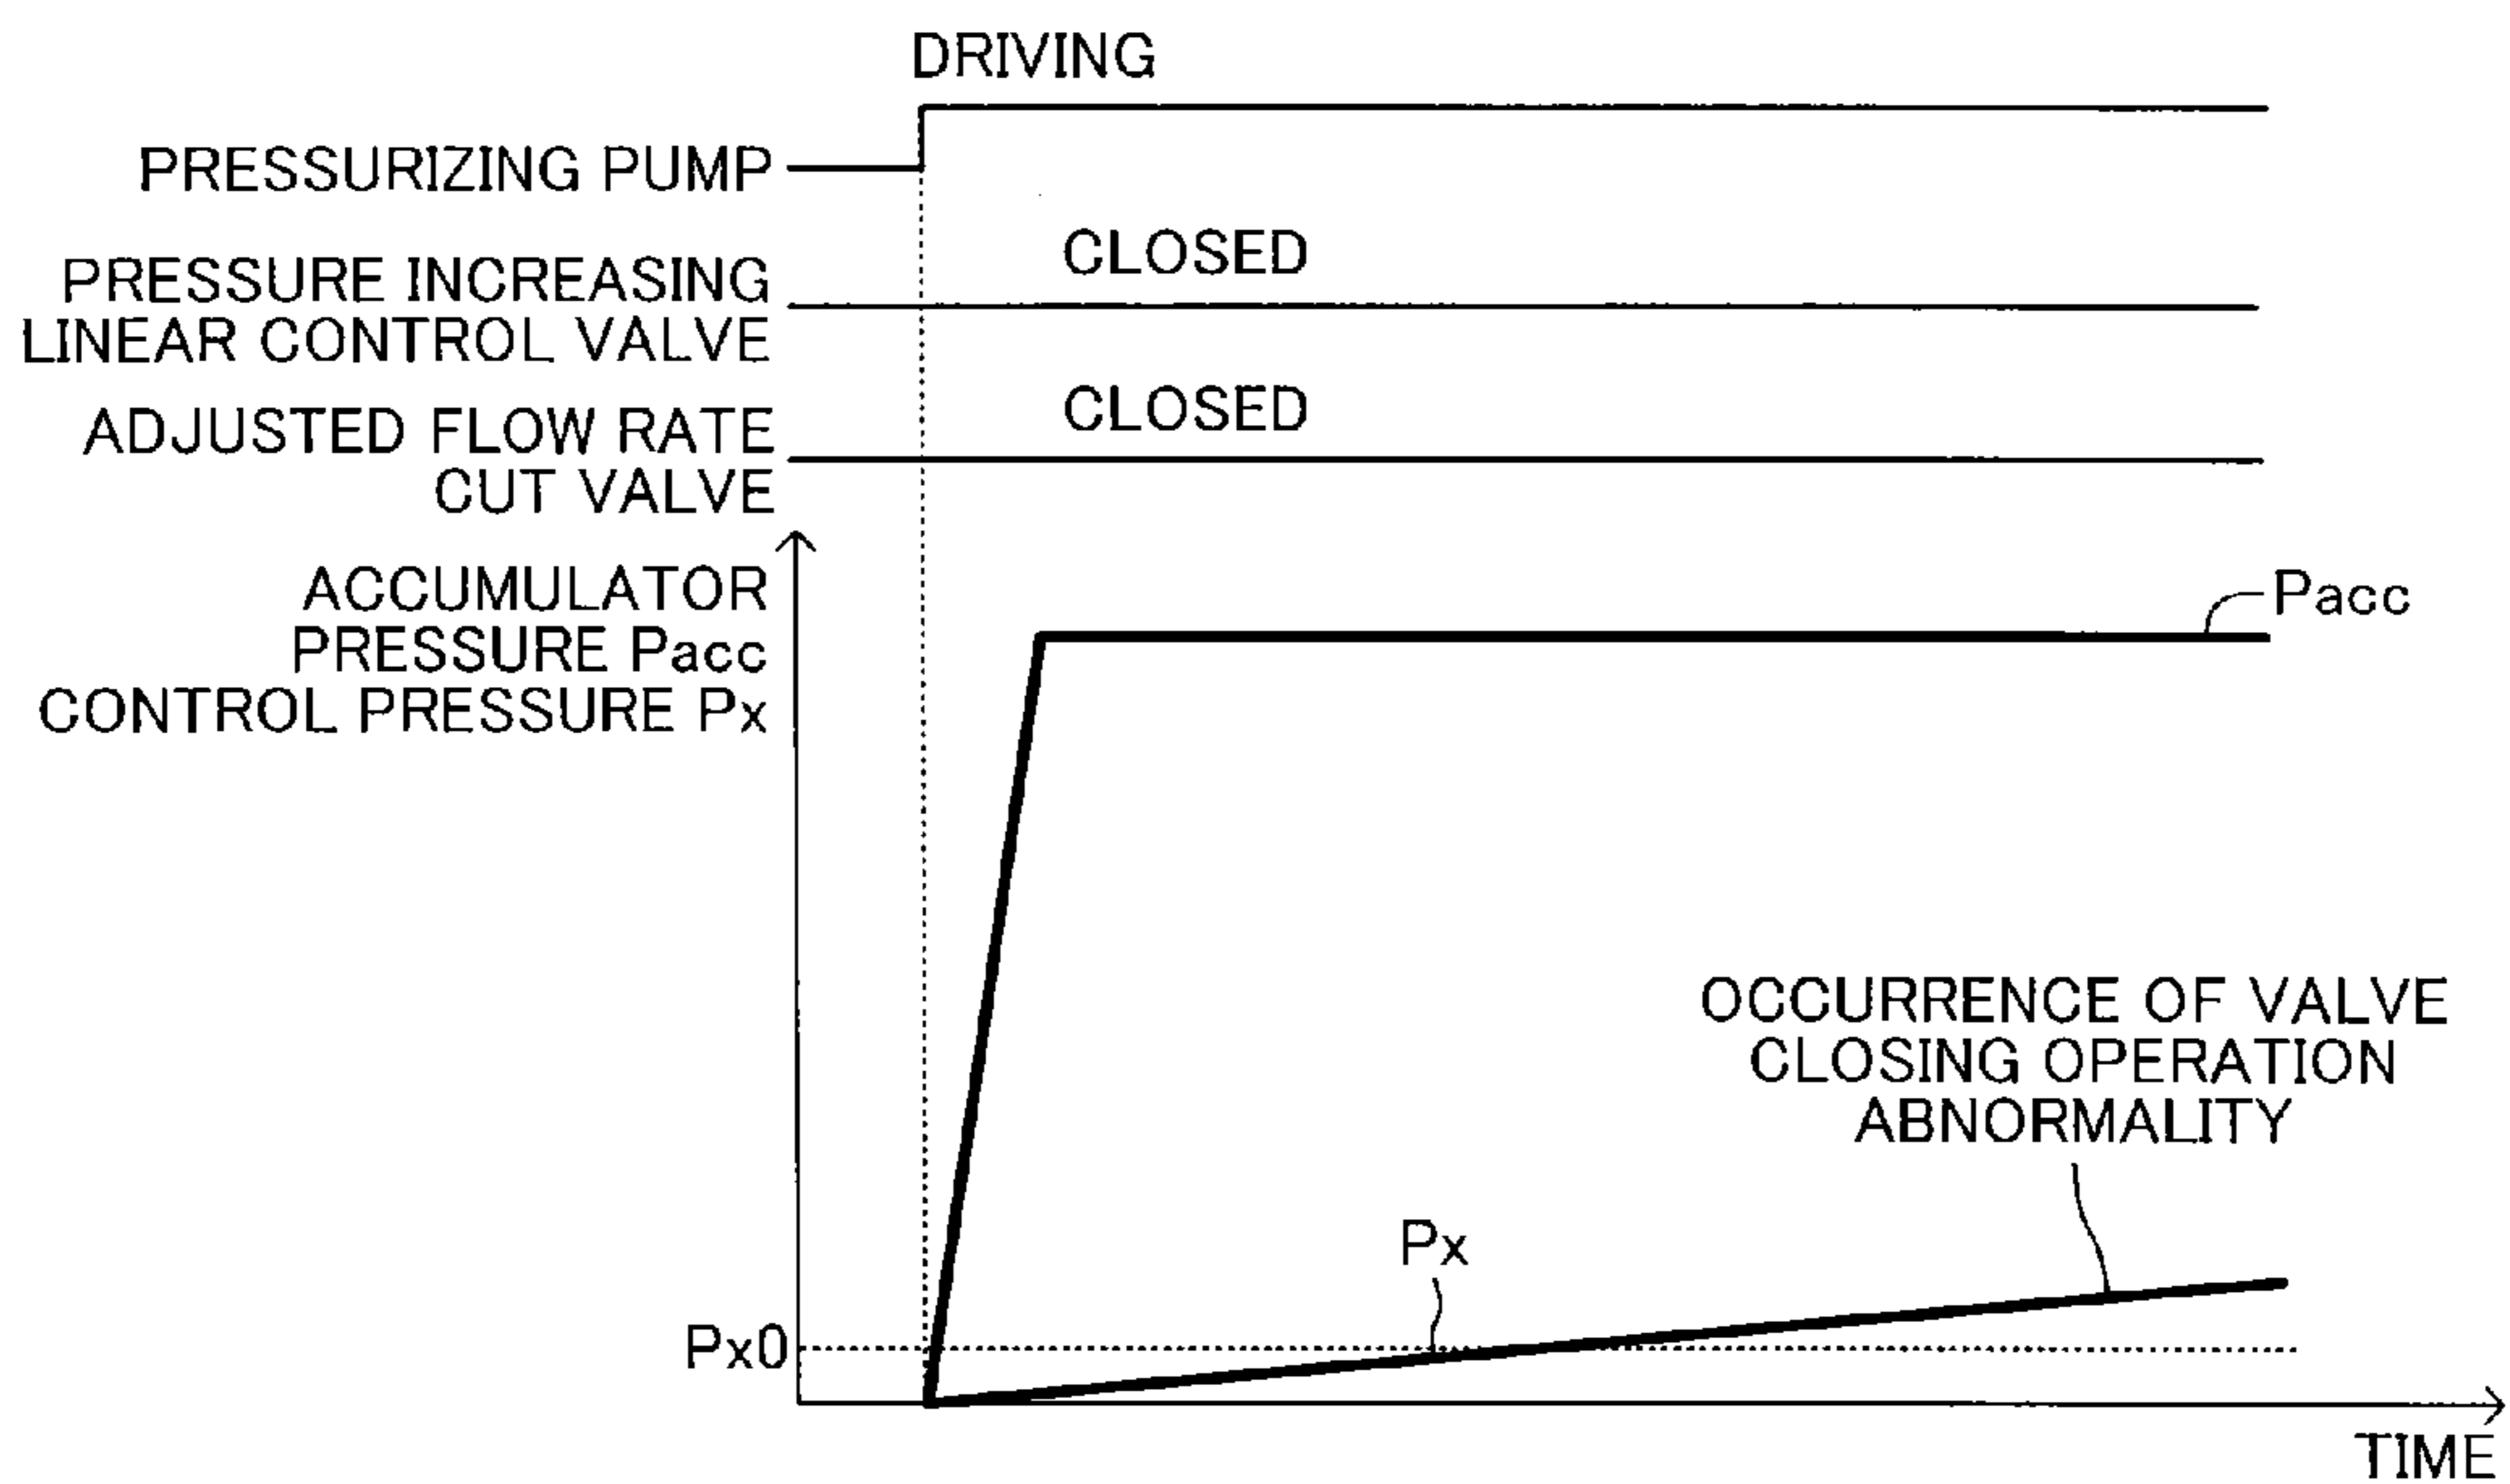 DRIVING
PRESSURIZING PUMP
CLOSED
PRESSURE INCREASING
LINEAR CONTROL VALVE
CLOSED
ADJUSTED FLOW RATE
CUT VALVE
ACCUMULATOR
PRESSURE Pacc
CONTROL PRESSURE Px
Pacc
OCCURRENCE OF VALVE
CLOSING OPERATION
ABNORMALITY
Px
Px0
TIME